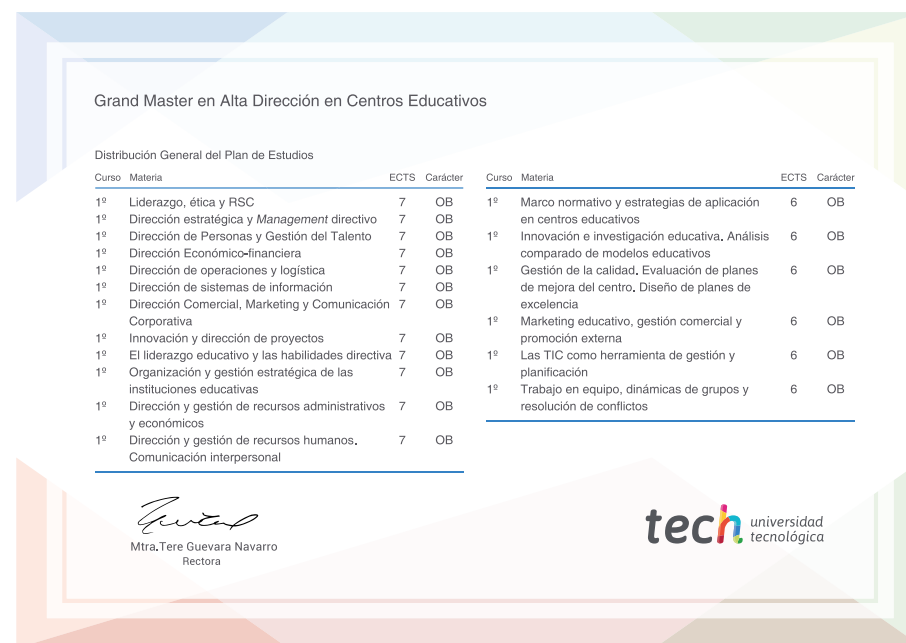 Grand Master en Alta Dirección en Centros Educativos
Distribución General del Plan de Estudios
Curso Materia ECTS Carácter
1º Liderazgo, ética y RSC 7 OB
1º Dirección estratégica y Management directivo 7 OB
1º Dirección de Personas y Gestión del Talento 7 OB
1º Dirección Económico-financiera 7 OB
1º Dirección de operaciones y logística 7 OB
1º Dirección de sistemas de información 7 OB
1º Dirección Comercial, Marketing y Comunicación 7 OB
Corporativa
1º Innovación y dirección de proyectos 7 OB
1º El liderazgo educativo y las habilidades directiva 7 OB
1º Organización y gestión estratégica de las 7 OB
instituciones educativas
1º Dirección y gestión de recursos administrativos 7 OB
y económicos
1º Dirección y gestión de recursos humanos. 7 OB
Comunicación interpersonal
Curso Materia ECTS Carácter
1º Marco normativo y estrategias de aplicación 6 OB
en centros educativos
1º Innovación e investigación educativa. Análisis 6 OB
comparado de modelos educativos
1º Gestión de la calidad. Evaluación de planes 6 OB
de mejora del centro. Diseño de planes de
excelencia
1º Marketing educativo, gestión comercial y 6 OB
promoción externa
1º Las TIC como herramienta de gestión y 6 OB
planificación
1º Trabajo en equipo, dinámicas de grupos y 6 OB
resolución de conflictos
Mtra.Tere Guevara Navarro
Rectora
tech universidad
tecnológica